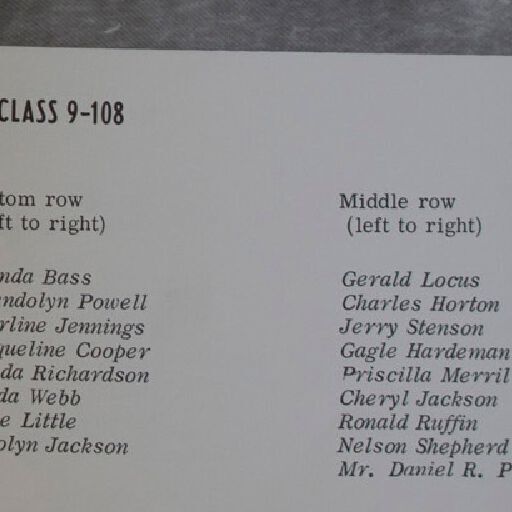 CLASS 9-108
tom row
ft to right)
nda Bass
ndolyn Powell
rline Jennings
queline Cooper
da Richardson
da Webb
e Little
olyn Jackson
Middle row
(left to right)
Gerald Locus
Charles Horton
Jerry Stenson
Gagle Hardeman
Priscilla Merril
Cheryl Jackson
Ronald Ruffin
Nelson Shepherd
Mr. Daniel R. P